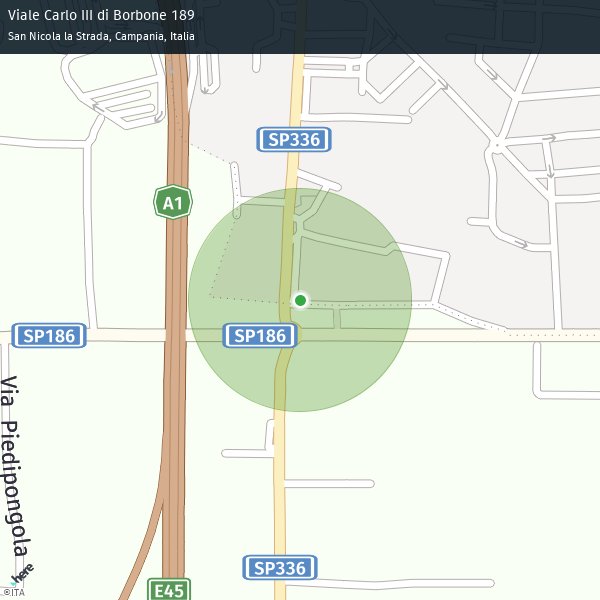 Viale Carlo III di Borbone 189
San Nicola la Strada, Campania, Italia
SP336
A1
SP186
SP186
Via Piedipongola
SP336
E45
here
©ITA